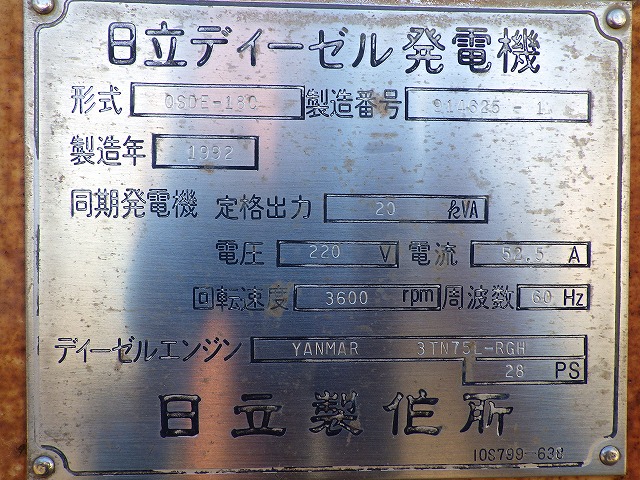 日立ディーゼル発電機
形式 QSDE-18C 製造番号 914625-1
製造年 1992
同期発電機 定格出力 20 kVA
電圧 220 V 電流 52.5 A
回転速度 3600 rpm 周波数 60 Hz
ディーゼルエンジン YANMAR 3TN75L-RGH
28 PS
日立製作所
10S799-638